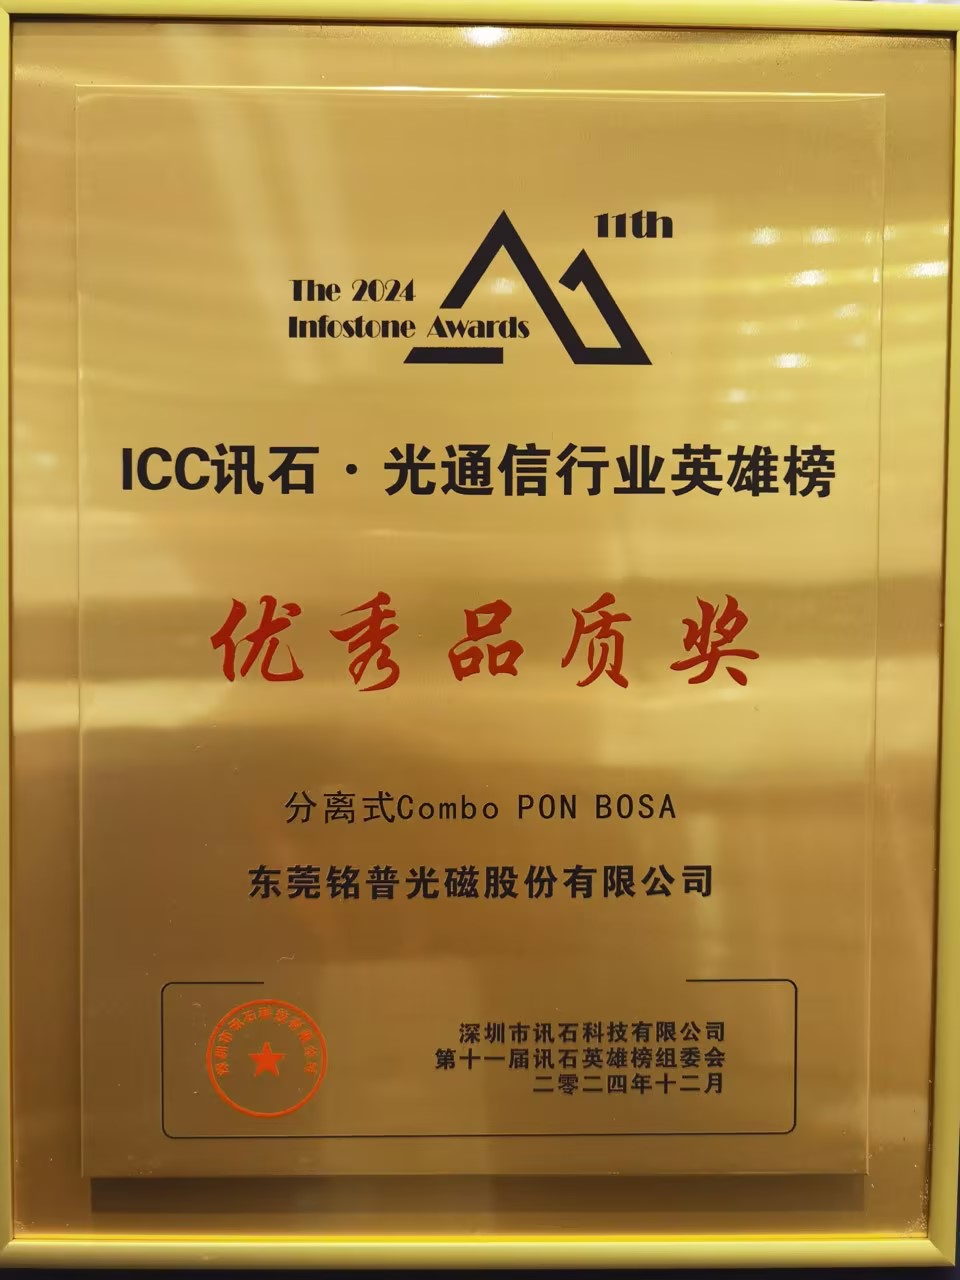 11th
The 2024
Infostone Awards
ICC讯石·光通信行业英雄榜
优秀品质奖
分离式Combo PON BOSA
东莞铭普光磁股份有限公司
深圳市讯石科技有限公司
第十一届讯石英雄榜组委会
二零二四年十二月